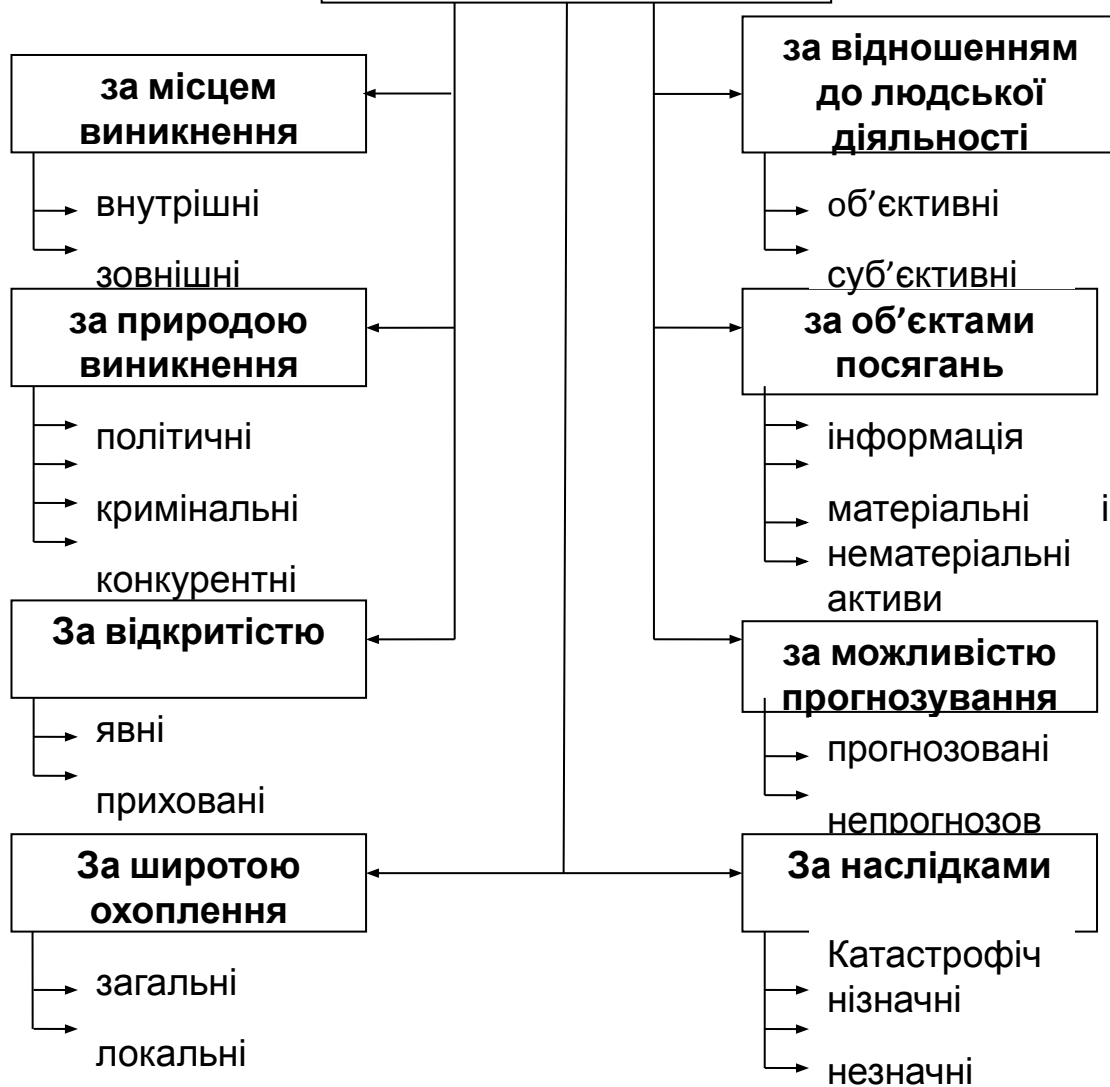 за місцем
виникнення
внутрішні
зовнішні
за природою
виникнення
політичні
кримінальні
конкурентні
За відкритістю
явні
приховані
За широтою
охоплення
загальні
локальні
за відношенням
до людської
діяльності
об’єктивні
суб’єктивні
за об’єктами
посягань
інформація
матеріальні і
нематеріальні
активи
за можливістю
прогнозування
прогнозовані
непрогнозов
За наслідками
Катастрофіч
нізначні
незначні